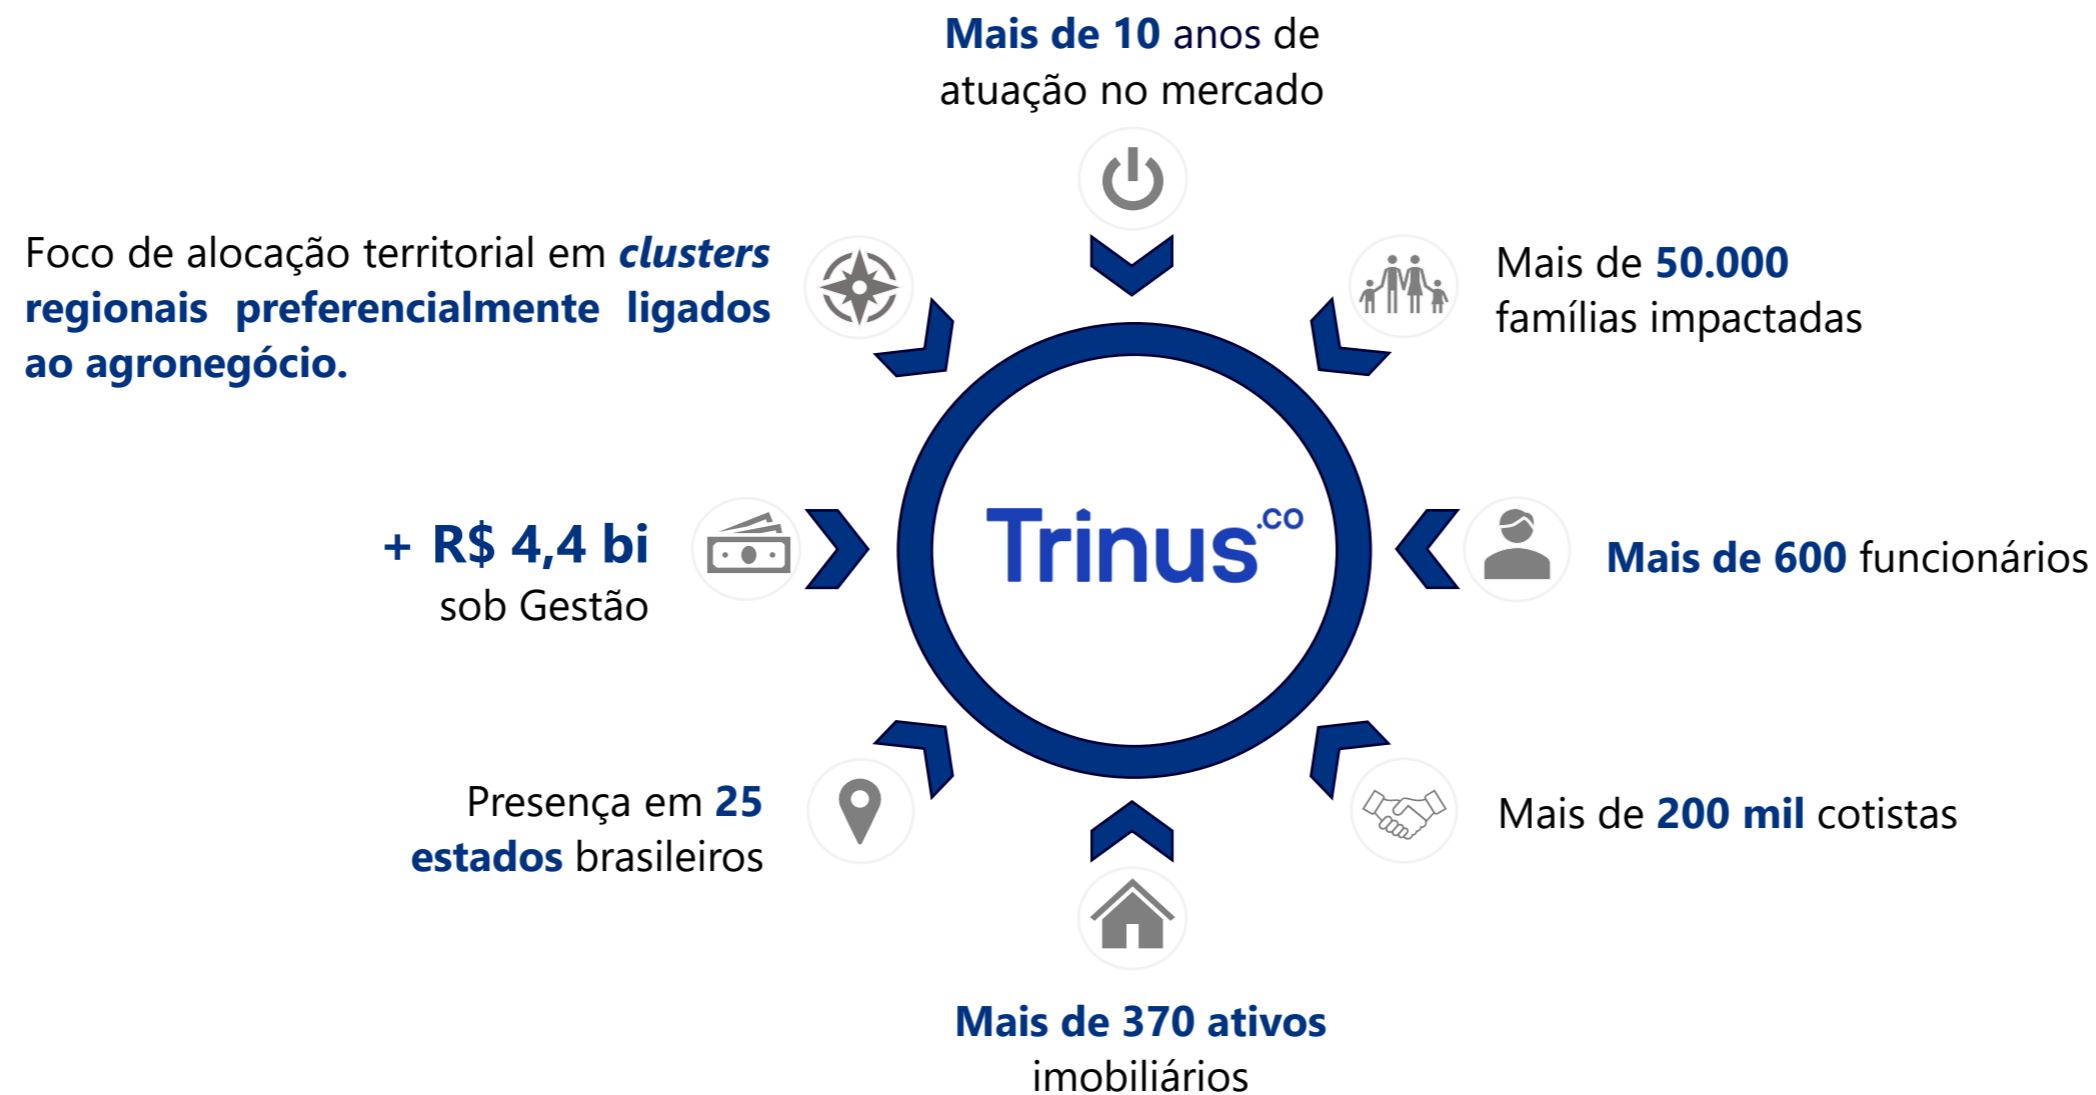 Mais de 10 anos de
atuação no mercado
Foco de alocação territorial em clusters
regionais preferencialmente ligados
ao agronegócio.
Mais de 50.000
famílias impactadas
+ R$ 4,4 bi
sob Gestão
Trinus.co
Mais de 600 funcionários
Presença em 25
estados brasileiros
Mais de 200 mil cotistas
Mais de 370 ativos
imobiliários